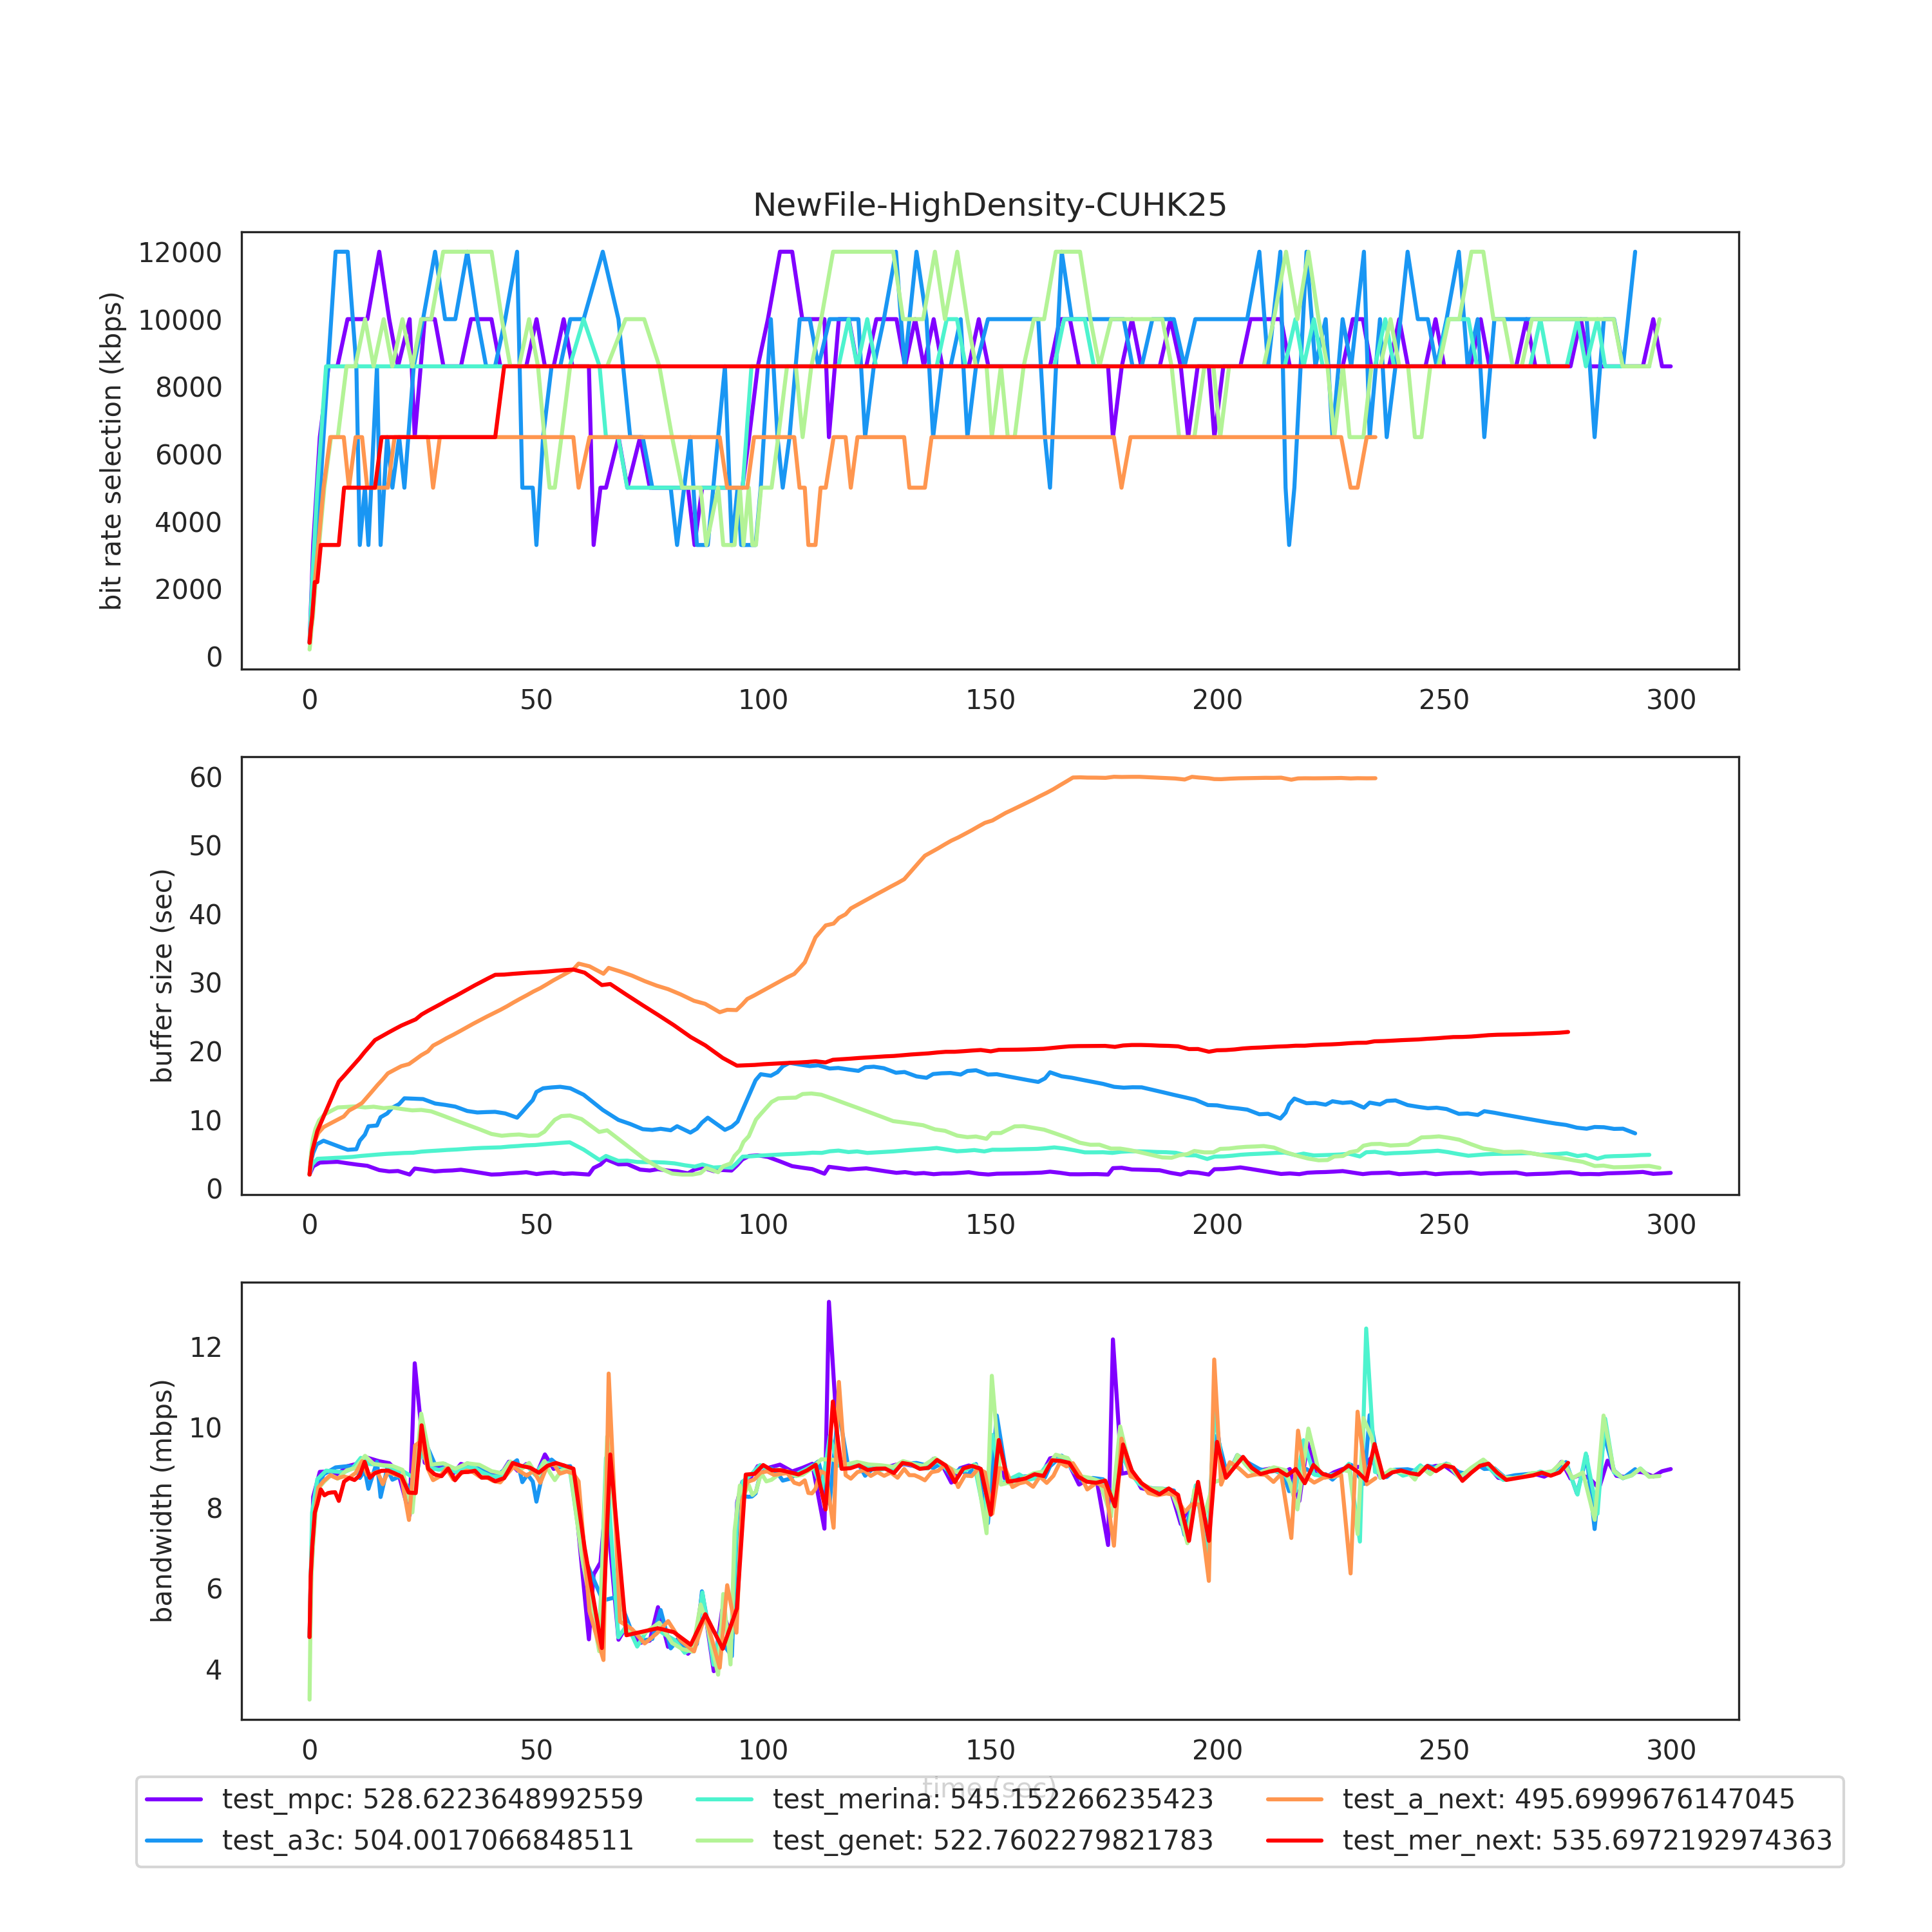 NewFile-HighDensity-CUHK25
bit rate selection (kbps)
12000
10000
8000
6000
4000
2000
0
0 50 100 150 200 250 300
buffer size (sec)
60
50
40
30
20
10
0
0 50 100 150 200 250 300
bandwidth (mbps)
12
10
8
6
4
0 50 100 150 200 250 300
time (sec)
test_mpc: 528.6223648992559 test_merina: 545.152266235423 test_a_next: 495.6999676147045
test_a3c: 504.0017066848511 test_genet: 522.7602279821783 test_mer_next: 535.6972192974363